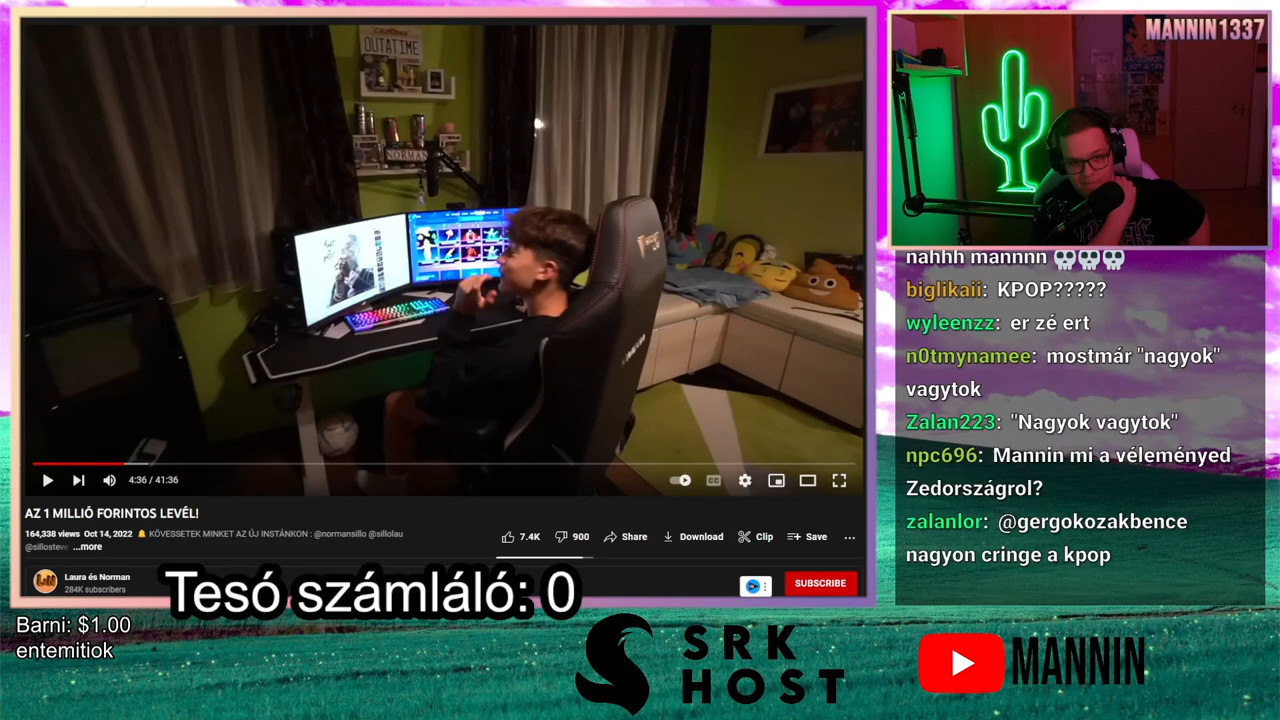 OUTATIME
NORMAN
4:36 / 41:36
CC
AZ 1 MILLIÓ FORINTOS LEVÉL!
164,338 views Oct 14, 2022 🔔 KÖVESSETEK MINKET AZ ÚJ INSTÁNKON : @normansillo @sillolau
@sillosteve ...more
7.4K
900
Share
Download
Clip
Save
...
Laura és Norman
284K subscribers
SUBSCRIBE
Tesó számláló: 0
Barni: $1.00
entemitiok
MANNIN1337
nahhh mannnn 💀💀💀
biglikaii: KPOP?????
wyleenzz: er zé ert
n0tmynamee: mostmár "nagyok"
vagytok
Zalan223: "Nagyok vagytok"
npc696: Mannin mi a véleményed
Zedországrol?
zalanlor: @gergokozakbence
nagyon cringe a kpop
SRK
HOST
MANNIN